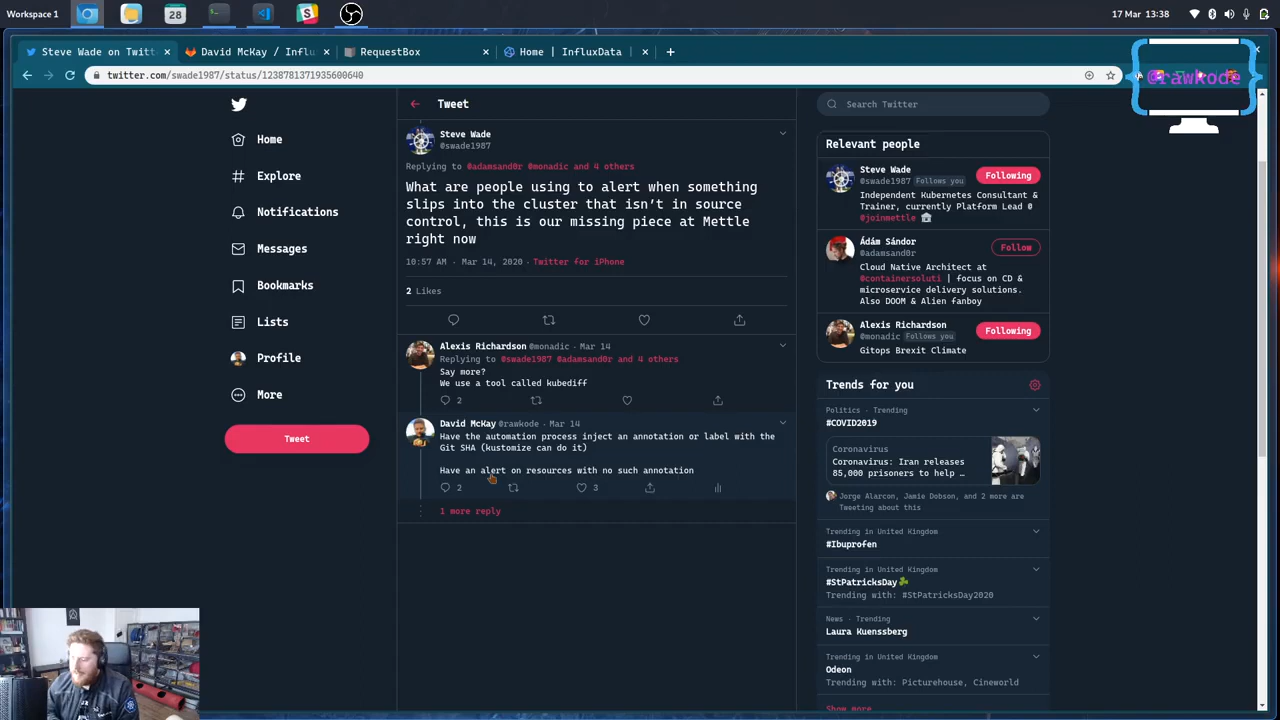 Workspace 1
28
17 Mar 13:38
Steve Wade on Twitt
David McKay / Influ
RequestBox
Home | InfluxData
twitter.com/swade1987/status/1238781371935600640
@rawkode
Home
Explore
Notifications
Messages
Bookmarks
Lists
Profile
More
Tweet
Tweet
Steve Wade
@swade1987
Replying to @adamsand0r @monadic and 4 others
What are people using to alert when something
slips into the cluster that isn't in source
control, this is our missing piece at Mettle
right now
10:57 AM · Mar 14, 2020 · Twitter for iPhone
2 Likes
Alexis Richardson @monadic · Mar 14
Replying to @swade1987 @adamsand0r and 4 others
Say more?
We use a tool called kubediff
2
David McKay @rawkode · Mar 14
Have the automation process inject an annotation or label with the
Git SHA (kustomize can do it)
Have an alert on resources with no such annotation
2
3
1 more reply
Search Twitter
Relevant people
Steve Wade
@swade1987 Follows you
Following
Independent Kubernetes Consultant &
Trainer, currently Platform Lead @
@joinmettle
Ádám Sándor
@adamsand0r
Follow
Cloud Native Architect at
@containersoluti | focus on CD &
microservice delivery solutions.
Also DOOM & Alien fanboy
Alexis Richardson
@monadic Follows you
Following
Gitops Brexit Climate
Trends for you
Politics · Trending
#COVID2019
Coronavirus
Coronavirus: Iran releases
85,000 prisoners to help …
Jorge Alarcon, Jamie Dobson, and 2 more are
Tweeting about this
Trending in United Kingdom
#Ibuprofen
Trending in United Kingdom
#StPatricksDay
Trending with: #StPatricksDay2020
News · Trending
Laura Kuenssberg
Trending in United Kingdom
Odeon
Trending with: Picturehouse, Cineworld
Show more